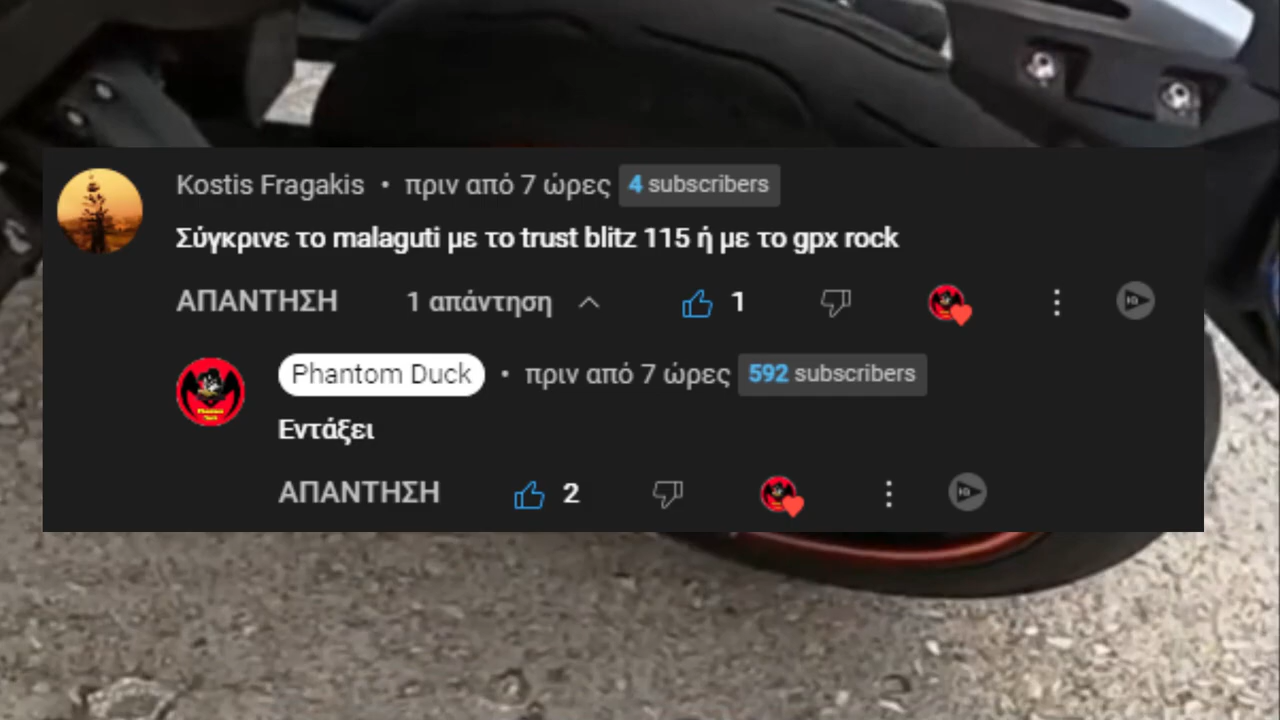 Kostis Fragakis • πριν από 7 ώρες 4 subscribers
Σύγκρινε το malaguti με το trust blitz 115 ή με το gpx rock
ΑΠΑΝΤΗΣΗ 1 απάντηση 1
Phantom Duck • πριν από 7 ώρες 592 subscribers
Εντάξει
ΑΠΑΝΤΗΣΗ 2